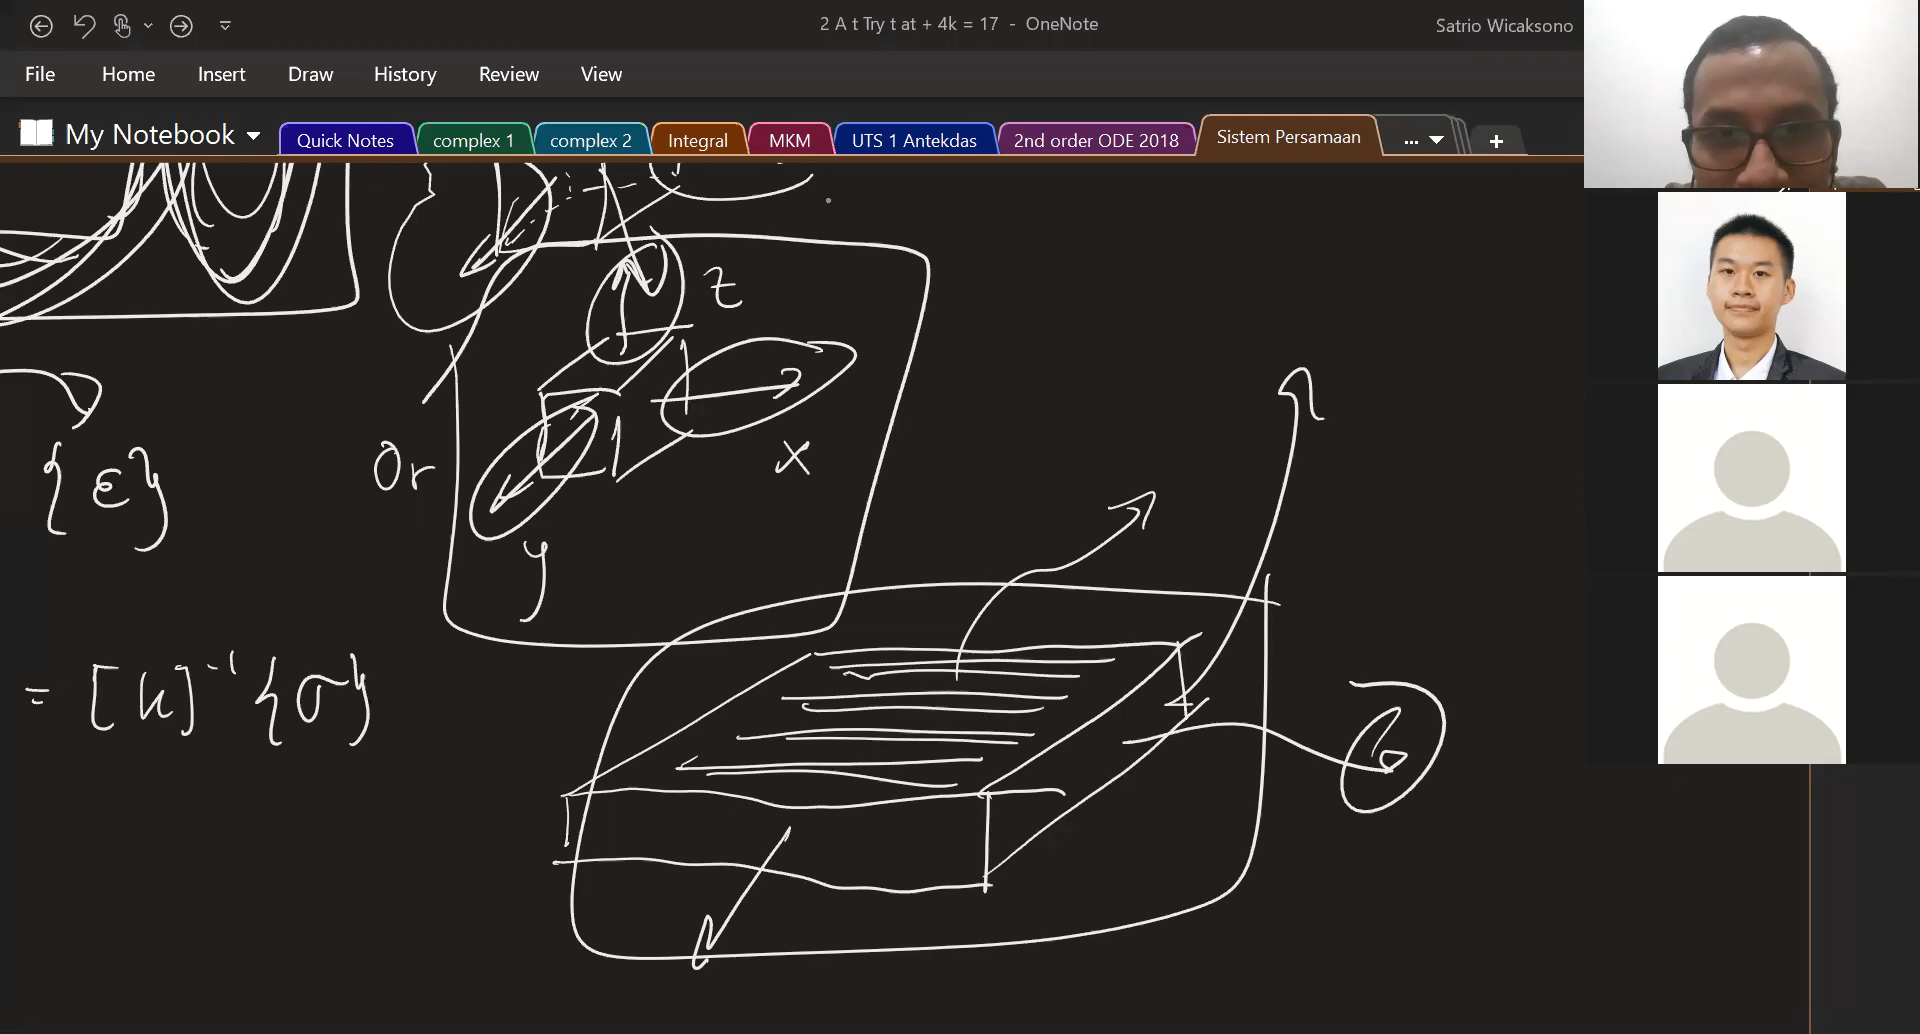 2 A t Try t at + 4k = 17 - OneNote
Satrio Wicaksono
File Home Insert Draw History Review View
My Notebook
Quick Notes
complex 1
complex 2
Integral
MKM
UTS 1 Antekdas
2nd order ODE 2018
Sistem Persamaan
...
+
z
x
y
Or
{ε}
= [k]⁻¹ {σ}
6